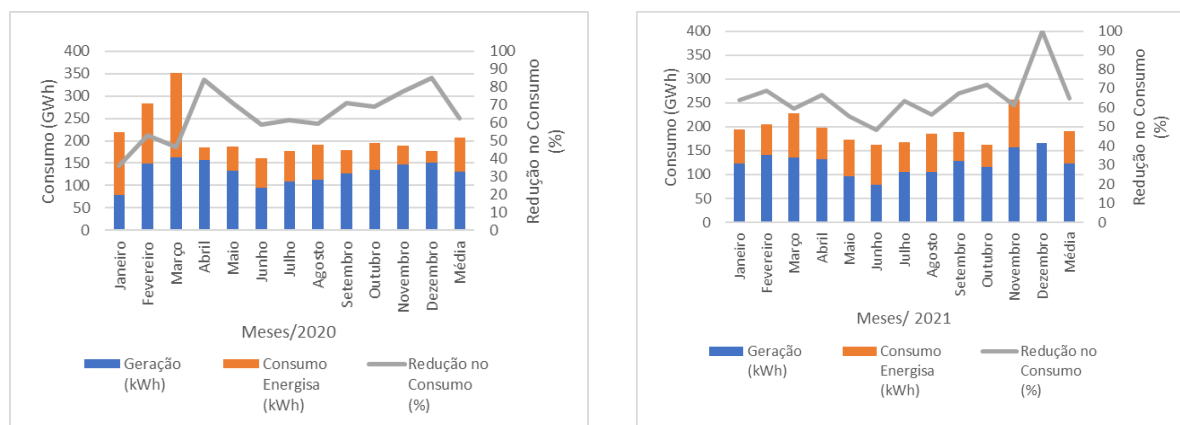 400
350
300
250
200
150
100
50
0
Consumo (GWh)
100
90
80
70
60
50
40
30
20
10
0
Redução no Consumo
(%)
Janeiro
Fevereiro
Março
Abril
Maio
Junho
Julho
Agosto
Setembro
Outubro
Novembro
Dezembro
Média
Meses/2020
Geração
(kWh)
Consumo
Energisa
(kWh)
Redução no
Consumo
(%)
400
350
300
250
200
150
100
50
0
Consumo (GWh)
100
90
80
70
60
50
40
30
20
10
0
Redução no Consumo
(%)
Janeiro
Fevereiro
Março
Abril
Maio
Junho
Julho
Agosto
Setembro
Outubro
Novembro
Dezembro
Média
Meses/ 2021
Geração
(kWh)
Consumo
Energisa
(kWh)
Redução no
Consumo
(%)